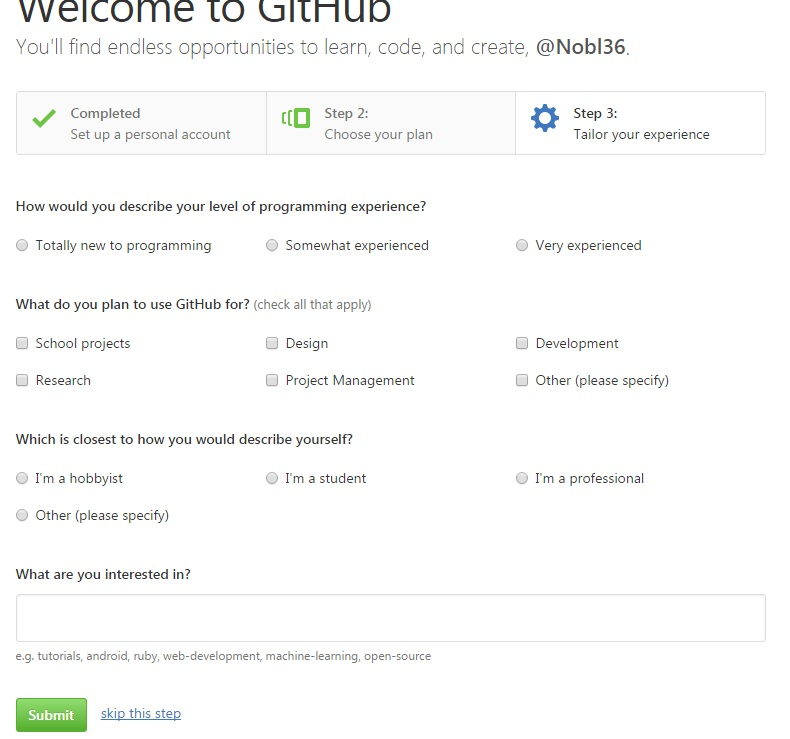 Welcome to GitHub
You'll find endless opportunities to learn, code, and create, @Nobl36.
Completed
Set up a personal account
Step 2:
Choose your plan
Step 3:
Tailor your experience
How would you describe your level of programming experience?
Totally new to programming Somewhat experienced Very experienced
What do you plan to use GitHub for? (check all that apply)
School projects Design Development
Research Project Management Other (please specify)
Which is closest to how you would describe yourself?
I'm a hobbyist I'm a student I'm a professional
Other (please specify)
What are you interested in?
e.g. tutorials, android, ruby, web-development, machine-learning, open-source
Submit skip this step